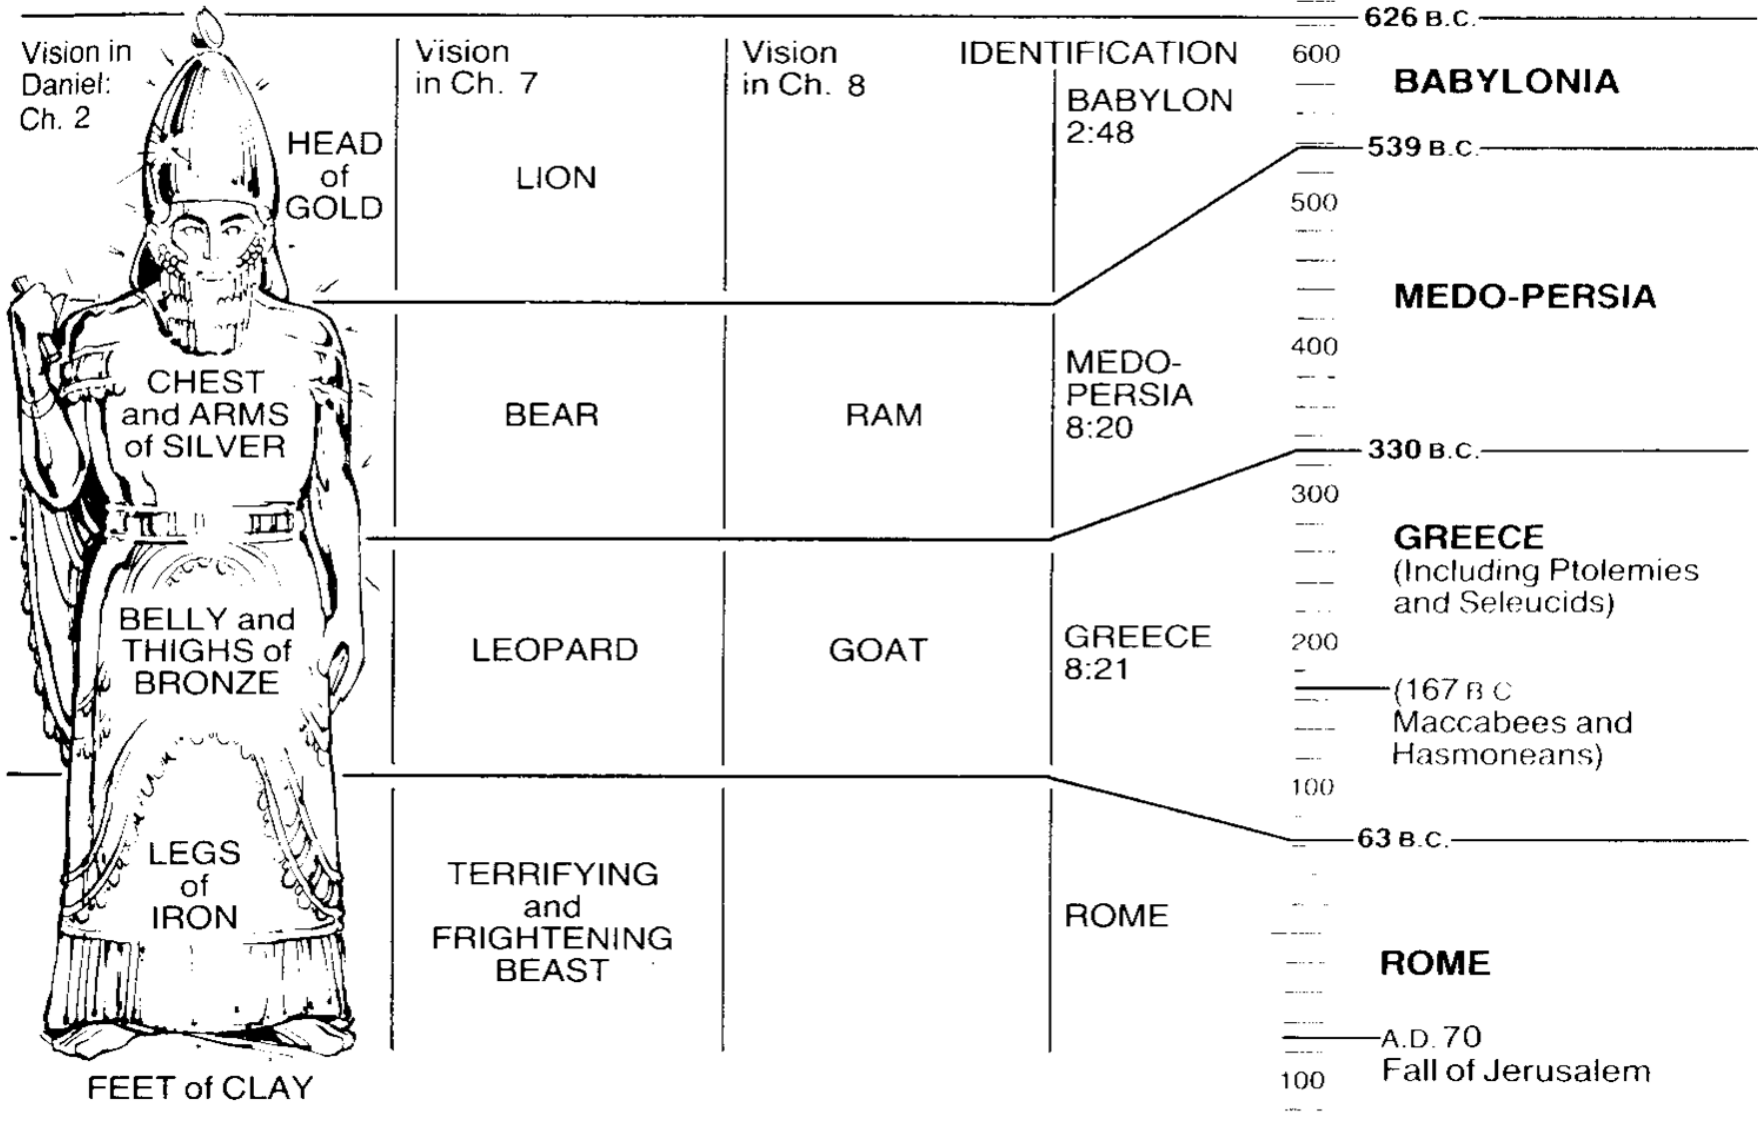 Vision in
Daniel:
Ch. 2
HEAD
of
GOLD
CHEST
and ARMS
of SILVER
BELLY and
THIGHS of
BRONZE
LEGS
of
IRON
FEET of CLAY
Vision
in Ch. 7
LION
BEAR
LEOPARD
TERRIFYING
and
FRIGHTENING
BEAST
Vision
in Ch. 8
RAM
GOAT
IDENTIFICATION
BABYLON
2:48
MEDO-
PERSIA
8:20
GREECE
8:21
ROME
626 B.C.
600
BABYLONIA
539 B.C.
500
MEDO-PERSIA
400
330 B.C.
300
GREECE
(Including Ptolemies
and Seleucids)
200
(167 B C
Maccabees and
Hasmoneans)
100
63 B.C.
ROME
A.D. 70
Fall of Jerusalem
100